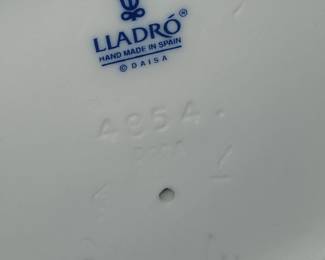 LLADRÓ®
HAND MADE IN SPAIN
© DAISA
4854.